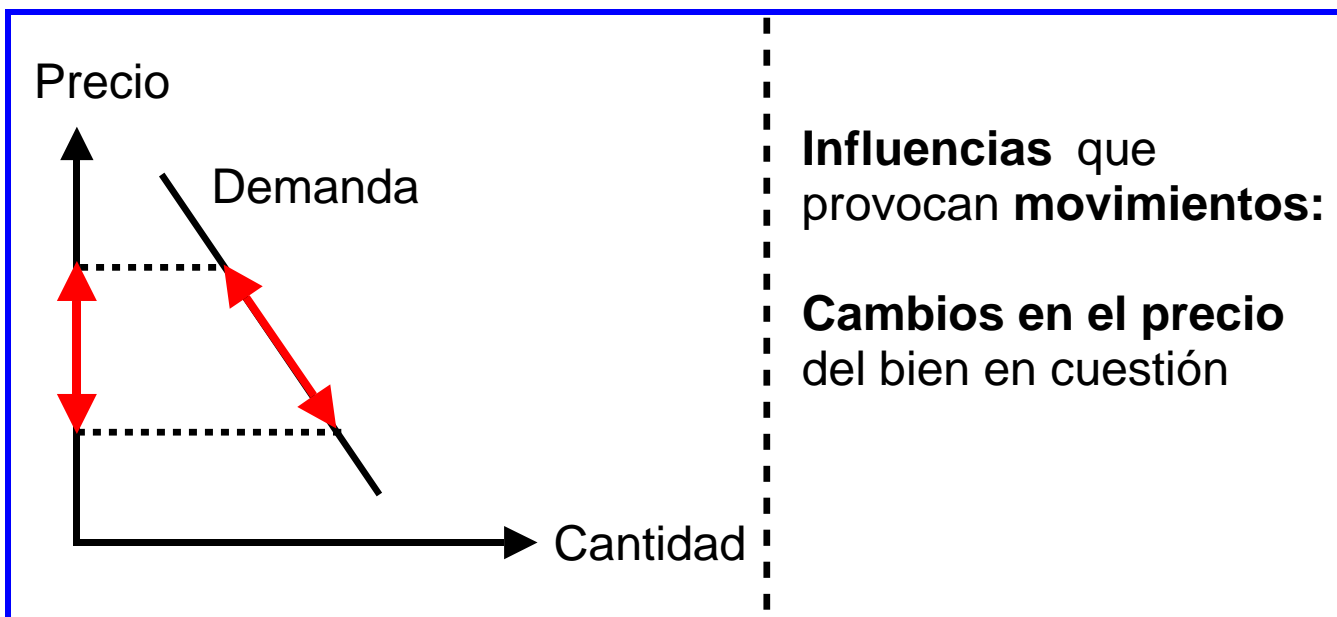 Precio
Demanda
Cantidad
Influencias que
provocan movimientos:
Cambios en el precio
del bien en cuestión